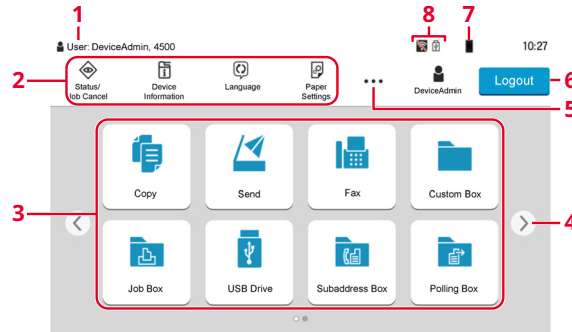 1
8
7
User: DeviceAdmin, 4500
10:27
2
Status/
Job Cancel
Device
Information
Language
Paper
Settings
DeviceAdmin
Logout
6
5
3
Copy
Send
Fax
Custom Box
4
Job Box
USB Drive
Subaddress Box
Polling Box